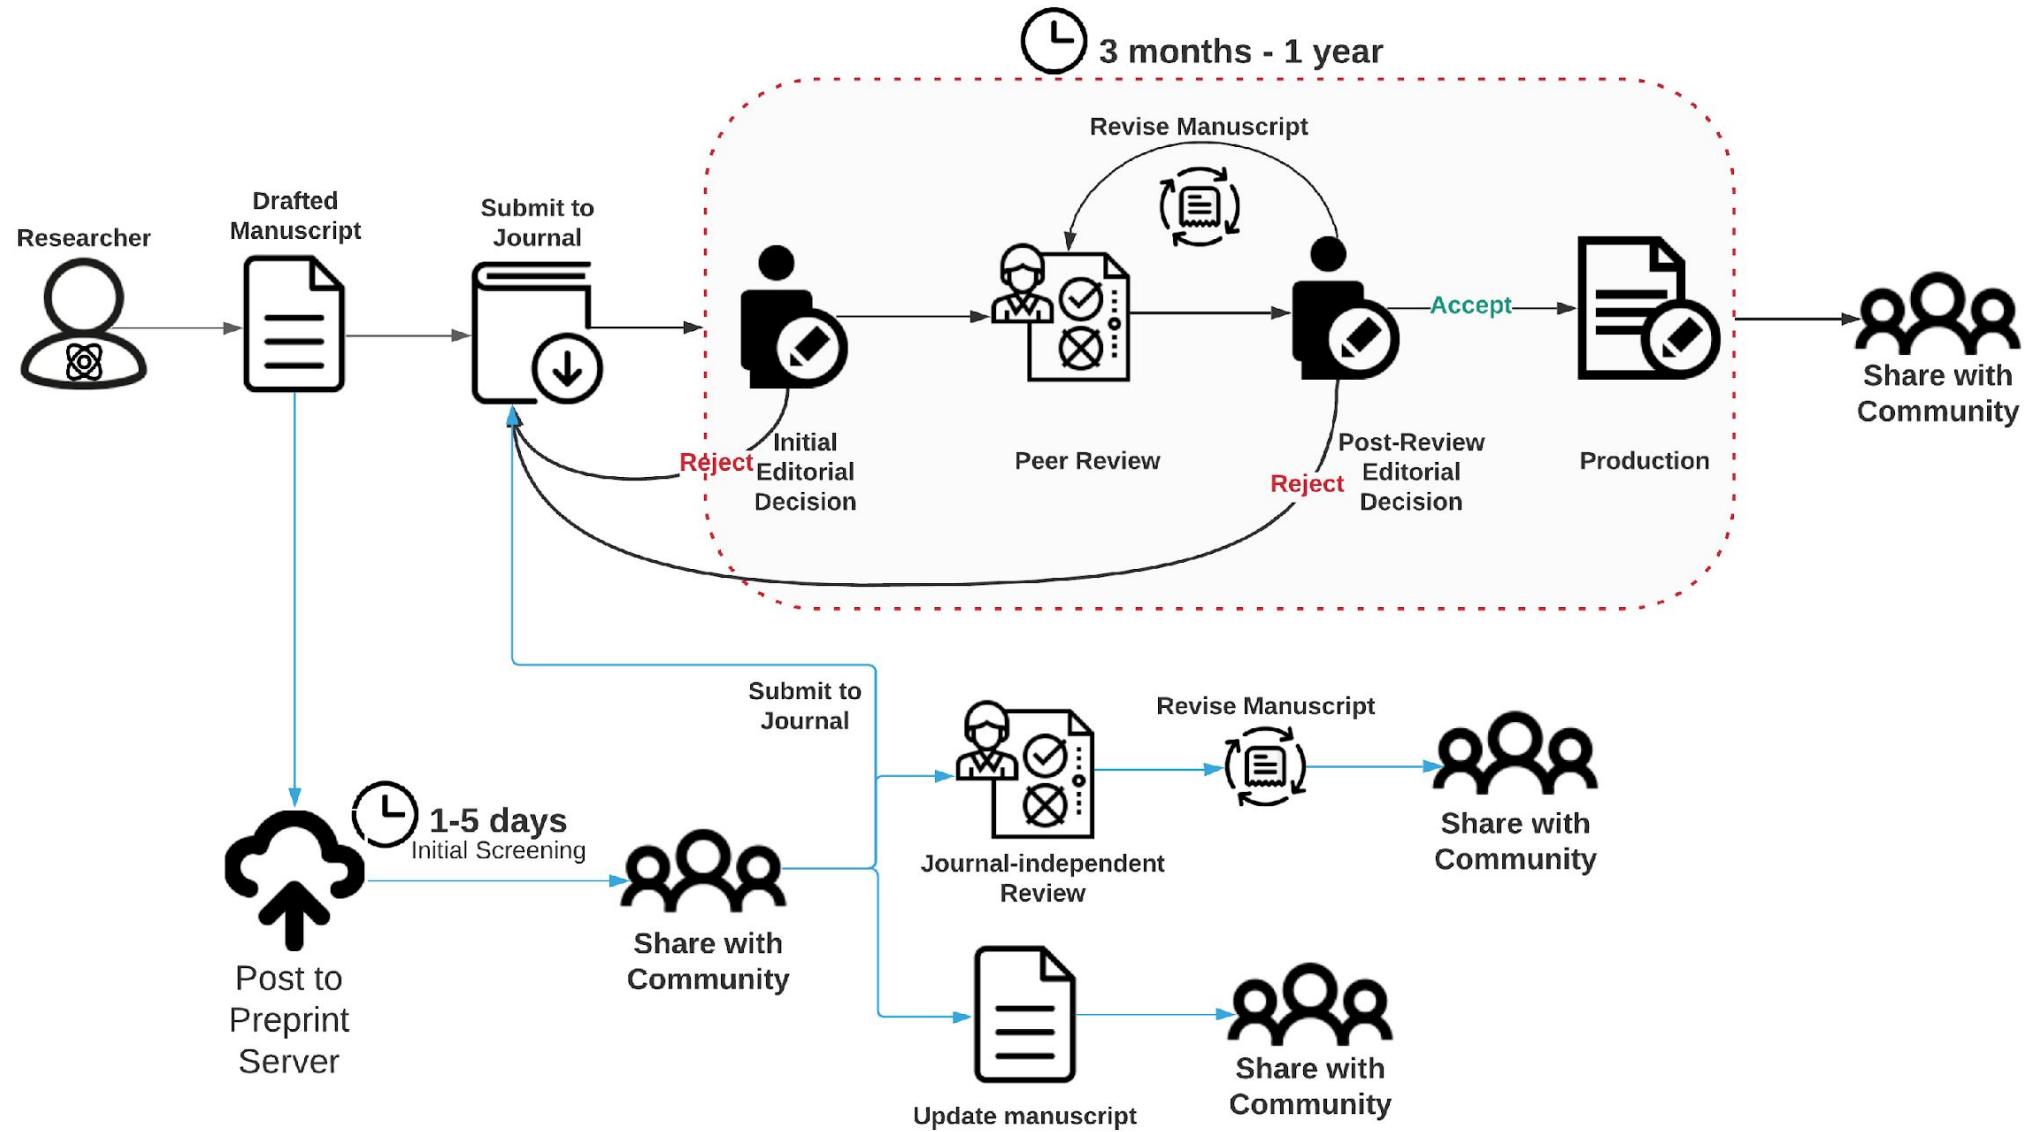 3 months - 1 year
Revise Manuscript
Researcher
Drafted
Manuscript
Submit to
Journal
Accept
Share with
Community
Reject
Initial
Editorial
Decision
Peer Review
Reject
Post-Review
Editorial
Decision
Production
Submit to
Journal
Revise Manuscript
1-5 days
Initial Screening
Journal-independent
Review
Share with
Community
Share with
Community
Post to
Preprint
Server
Update manuscript
Share with
Community